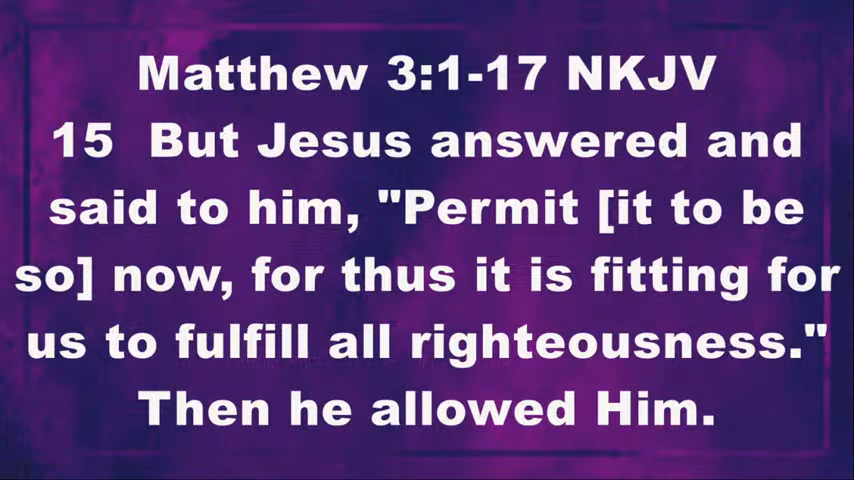 Matthew 3:1-17 NKJV
15 But Jesus answered and
said to him, "Permit [it to be
so] now, for thus it is fitting for
us to fulfill all righteousness."
Then he allowed Him.